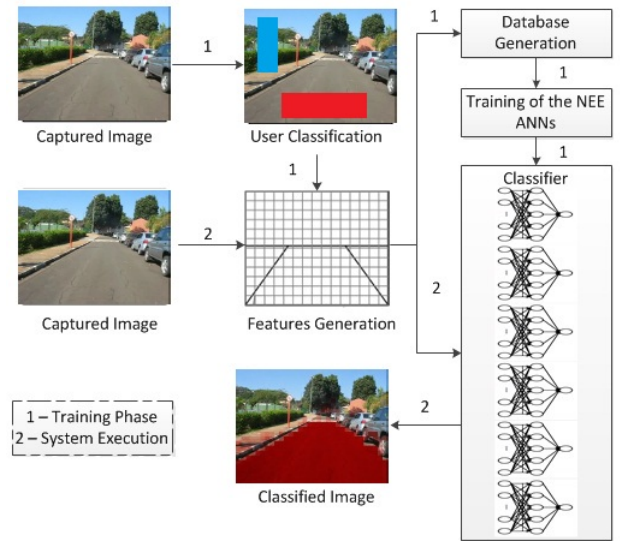 1
Captured Image
1
User Classification
1
Database
Generation
1
Training of the NEE
ANNs
1
Classifier
2
Captured Image
Features Generation
2
2
Classified Image
1 – Training Phase
2 – System Execution